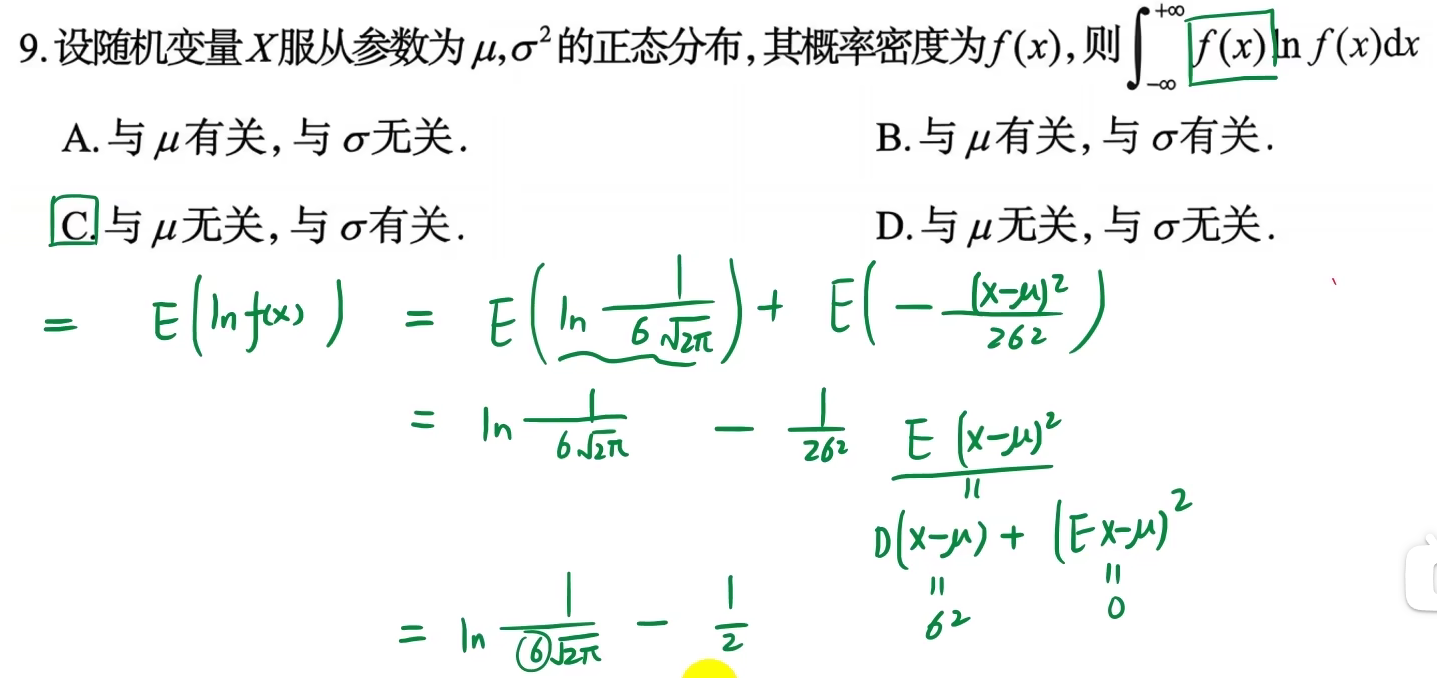 9. 设随机变量X服从参数为μ,σ²的正态分布,其概率密度为f(x),则∫_{-∞}^{+∞} f(x)ln f(x)dx
A. 与μ有关,与σ无关.
B. 与μ有关,与σ有关.
C. 与μ无关,与σ有关.
D. 与μ无关,与σ无关.
= E(ln f(x)) = E(ln 1/(σ√2π)) + E(-(x-μ)²/2σ²)
= ln 1/(σ√2π) - 1/2σ² E(x-μ)²
=
D(x-μ) + (Ex-μ)²
= =
σ² 0
= ln 1/(σ√2π) - 1/2